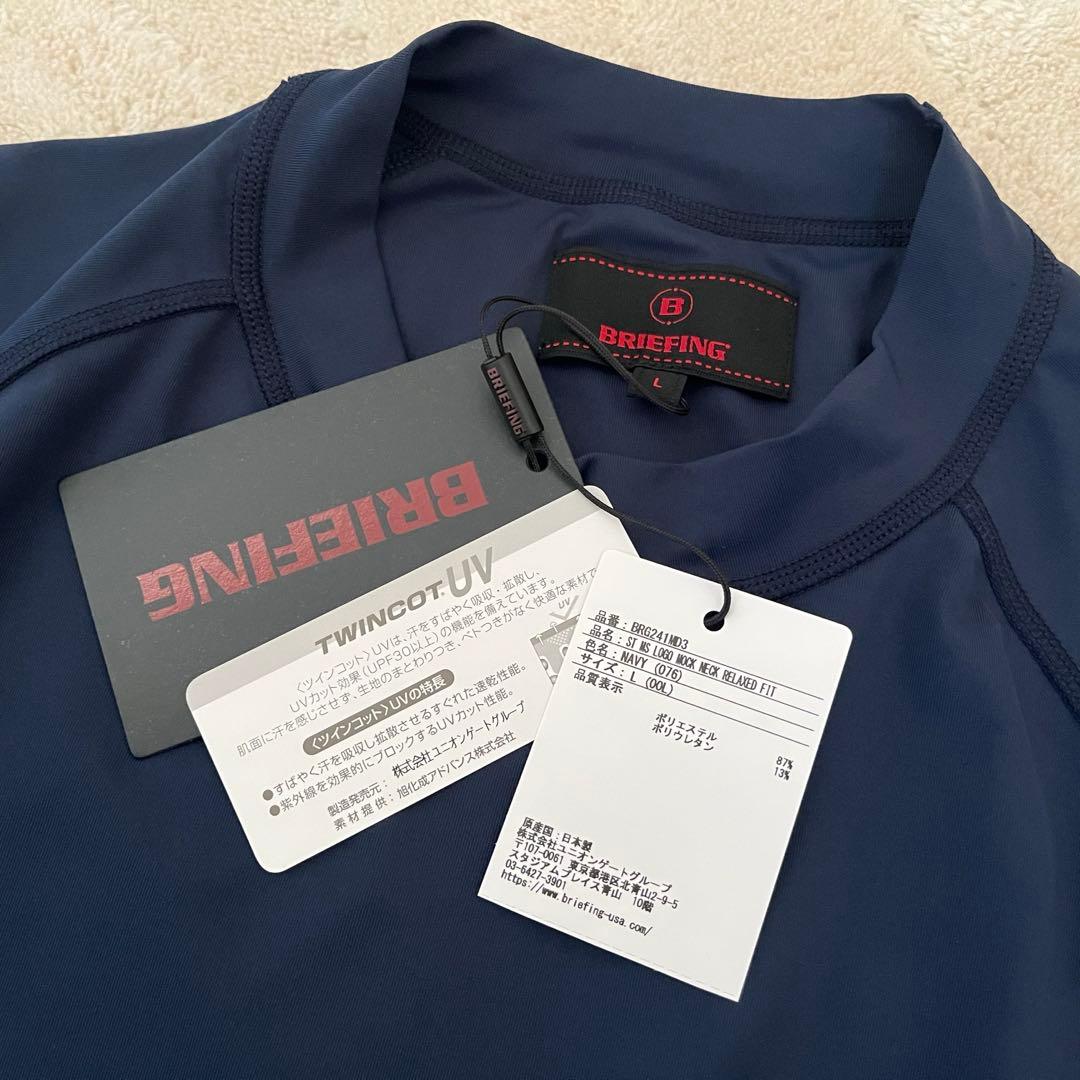 B
BRIEFING
L
BRIEFING
BRIEFING
TWINCOT UV
〈ツインコット〉UVは、汗をすばやく吸収・拡散し、
UVカット効果(UPF30以上)の機能を備えています。
肌面に汗を感じさせず、生地のまとわりつき、ベトつきがなく快適な素材で
〈ツインコット〉UVの特長
●すばやく汗を吸収し拡散させるすぐれた速乾性能。
●紫外線を効果的にブロックするUVカット性能。
製造発売元:株式会社ユニオンゲートグループ
素材提供:旭化成アドバンス株式会社
UV
品番:BRG241MD3
品名:ST MS LOGO MOCK NECK RELAXED FIT
色名:NAVY (076)
サイズ:L (OOL)
品質表示
ポリエステル 87%
ポリウレタン 13%
原産国:日本製
株式会社ユニオンゲートグループ
〒107-0061 東京都港区北青山2-9-5
スタジアムプレイス青山 10階
03-6427-3901
https://www.briefing-usa.com/